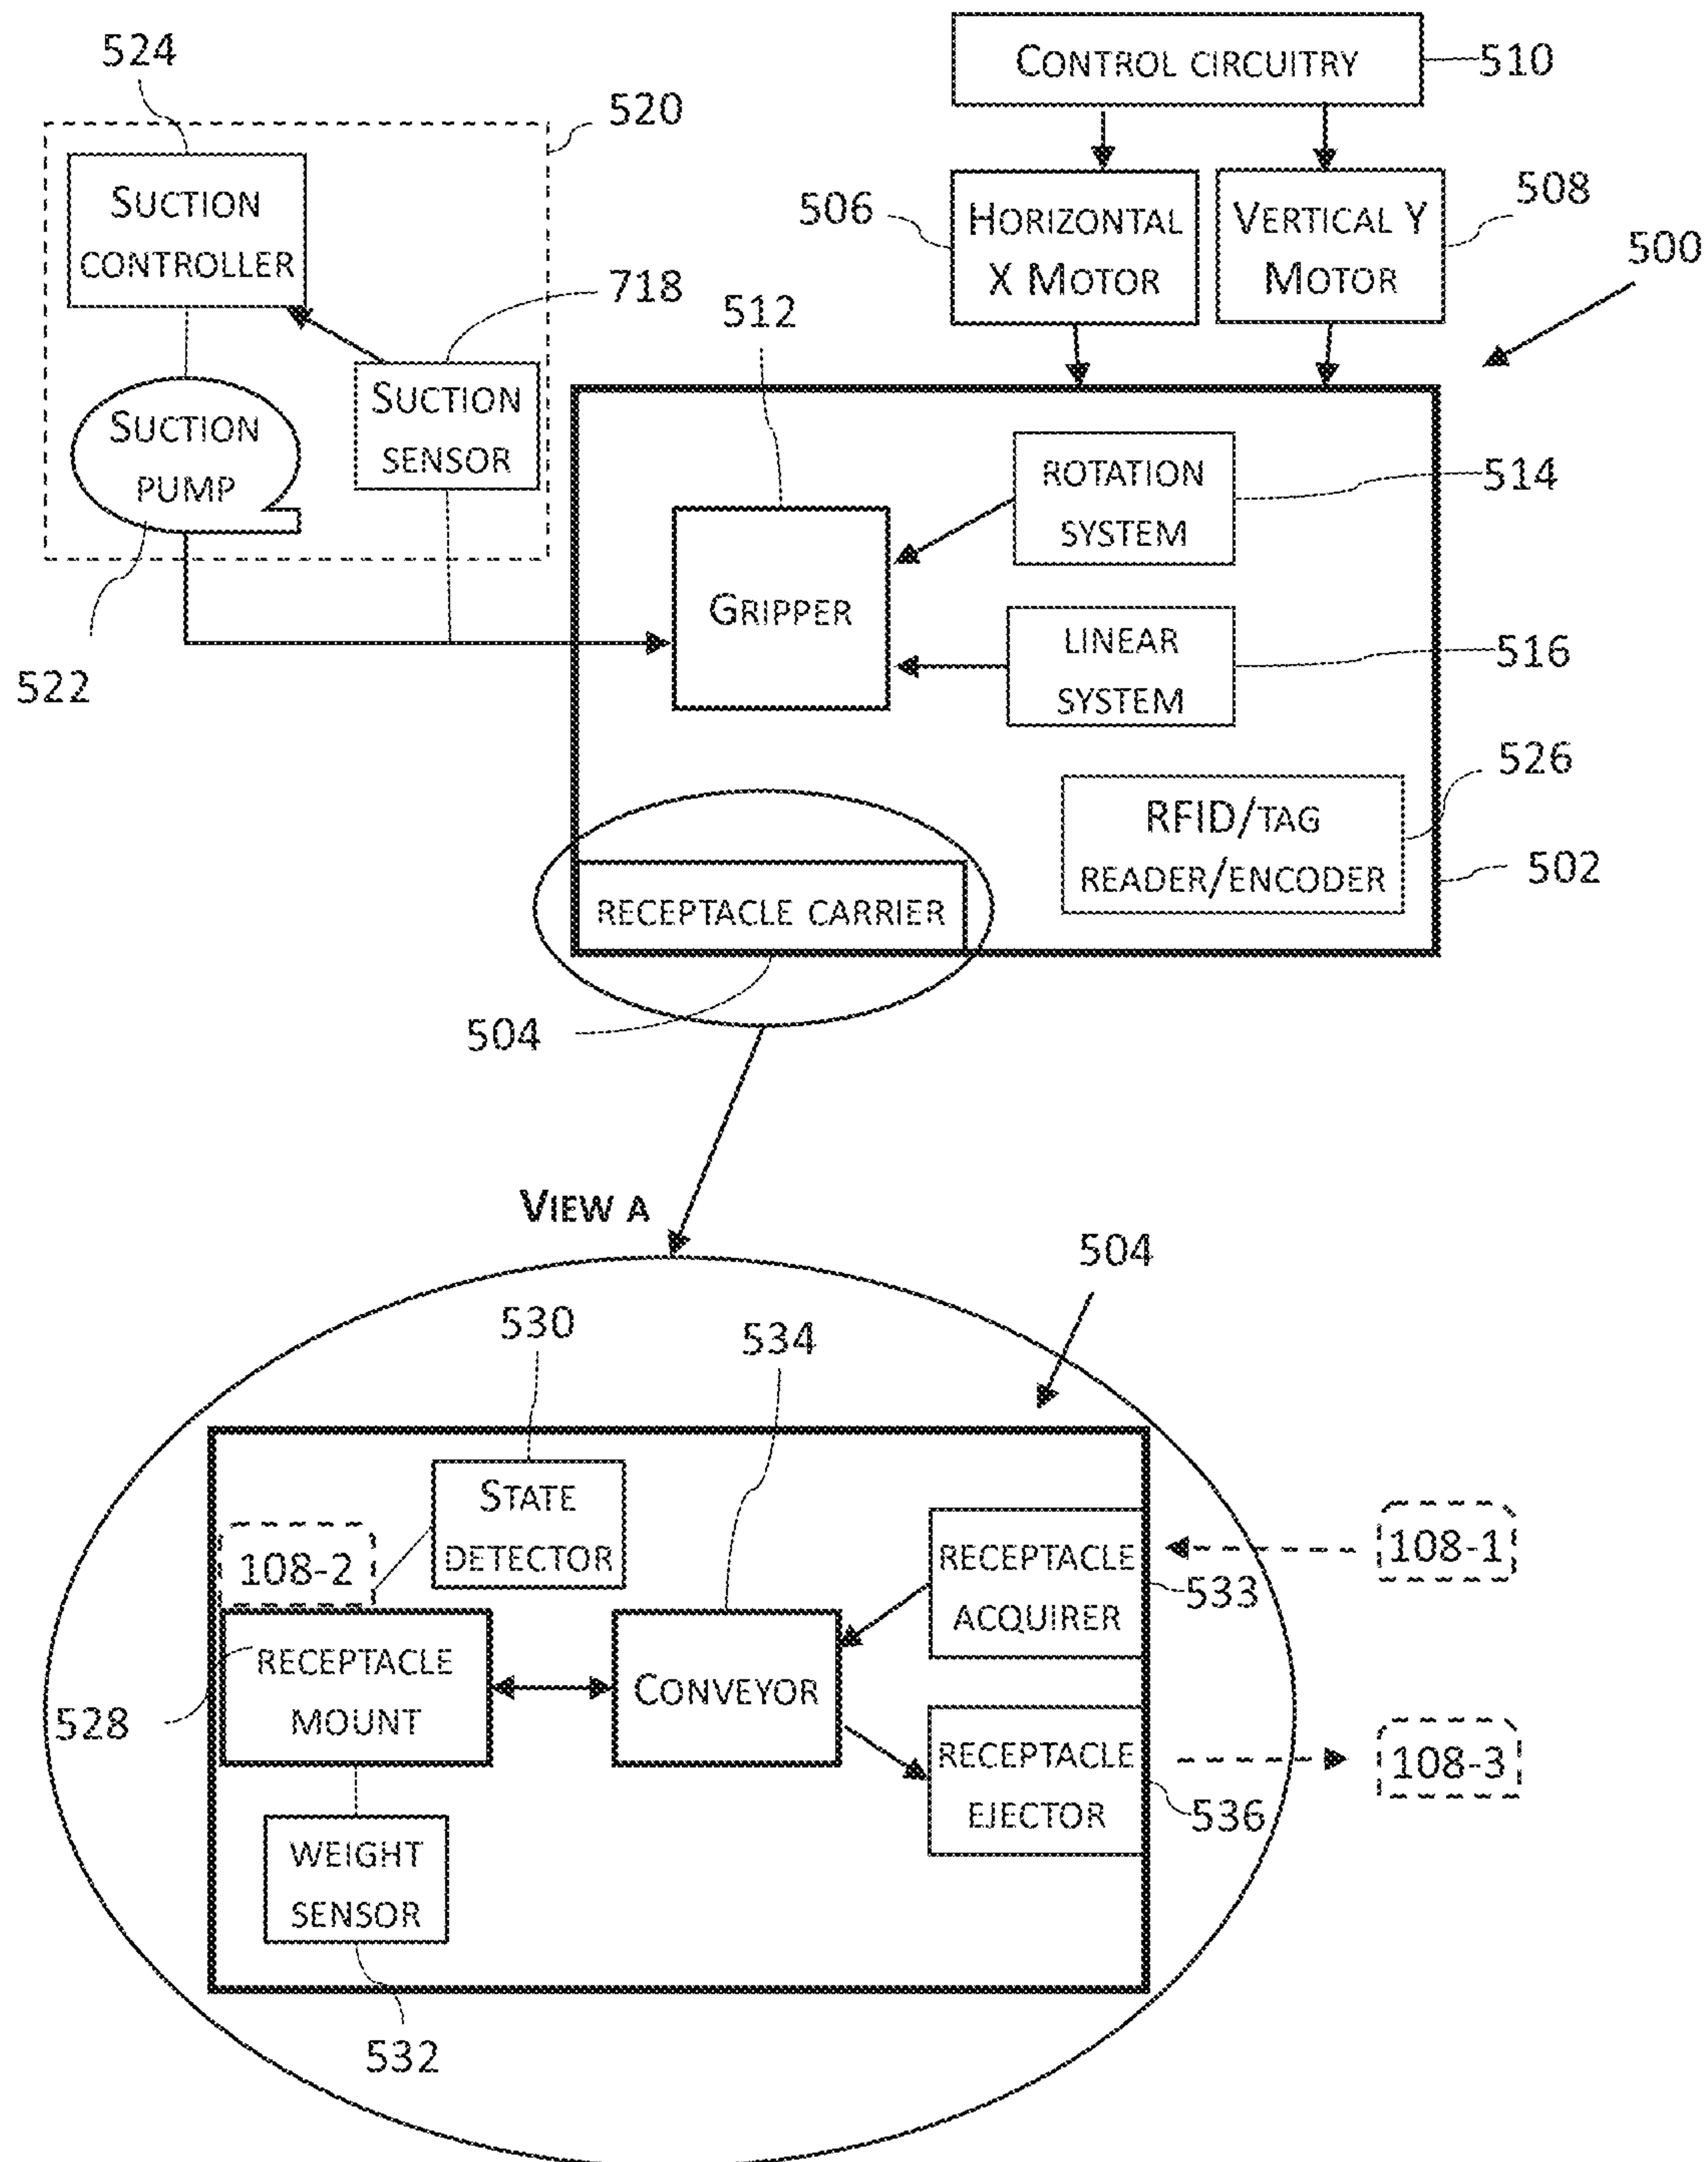 524
CONTROL CIRCUITRY
510
520
SUCTION
CONTROLLER
506
HORIZONTAL
X MOTOR
VERTICAL Y
MOTOR
508
500
718
512
SUCTION
SENSOR
SUCTION
PUMP
ROTATION
SYSTEM
514
GRIPPER
LINEAR
SYSTEM
516
522
526
RFID/TAG
READER/ENCODER
502
RECEPTACLE CARRIER
504
VIEW A
504
530
534
STATE
DETECTOR
108-2
RECEPTACLE
ACQUIRER
533
108-1
RECEPTACLE
MOUNT
528
CONVEYOR
RECEPTACLE
EJECTOR
536
108-3
WEIGHT
SENSOR
532